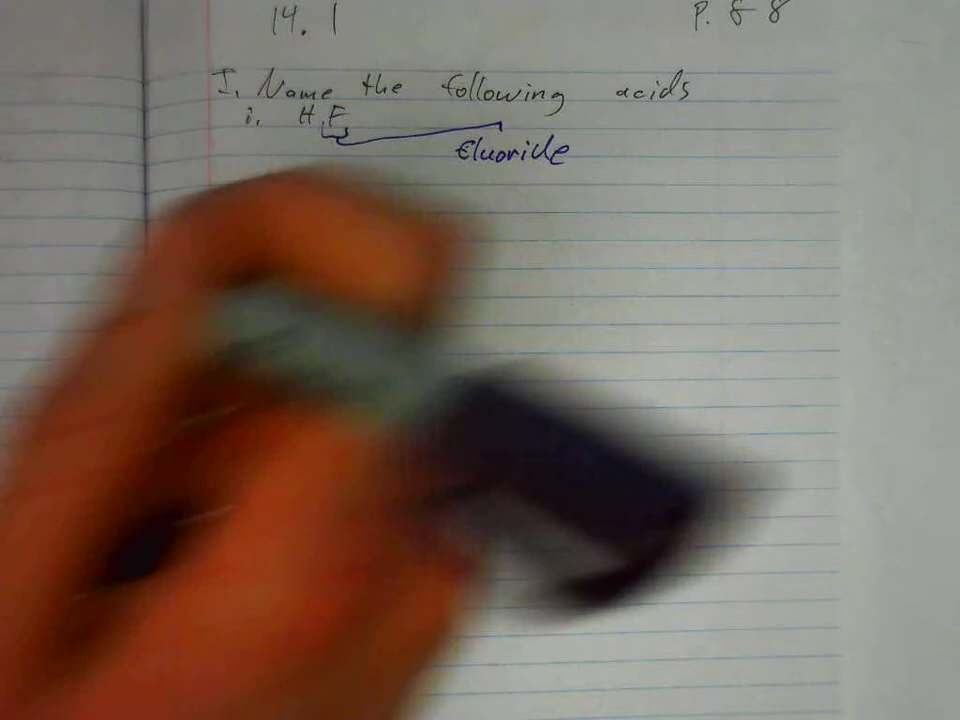 14.1 P. 88
I. Name the following acids
i. HF
fluoride